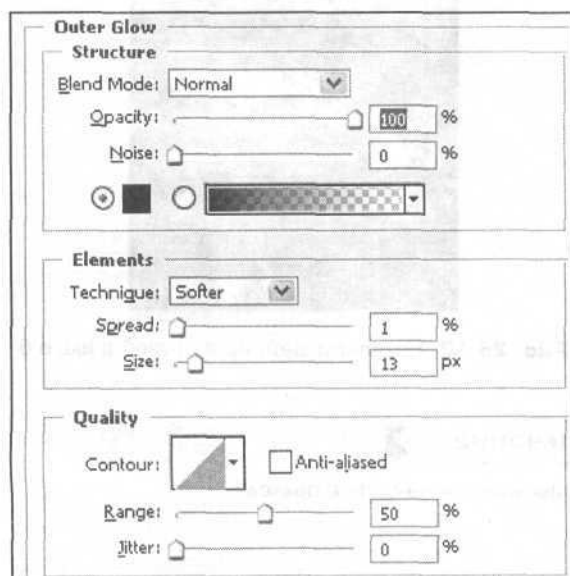 Outer Glow
Structure
Blend Mode: Normal
Opacity: 100 %
Noise: 0 %
Elements
Technique: Softer
Spread: 1 %
Size: 13 px
Quality
Contour: Anti-aliased
Range: 50 %
Jitter: 0 %